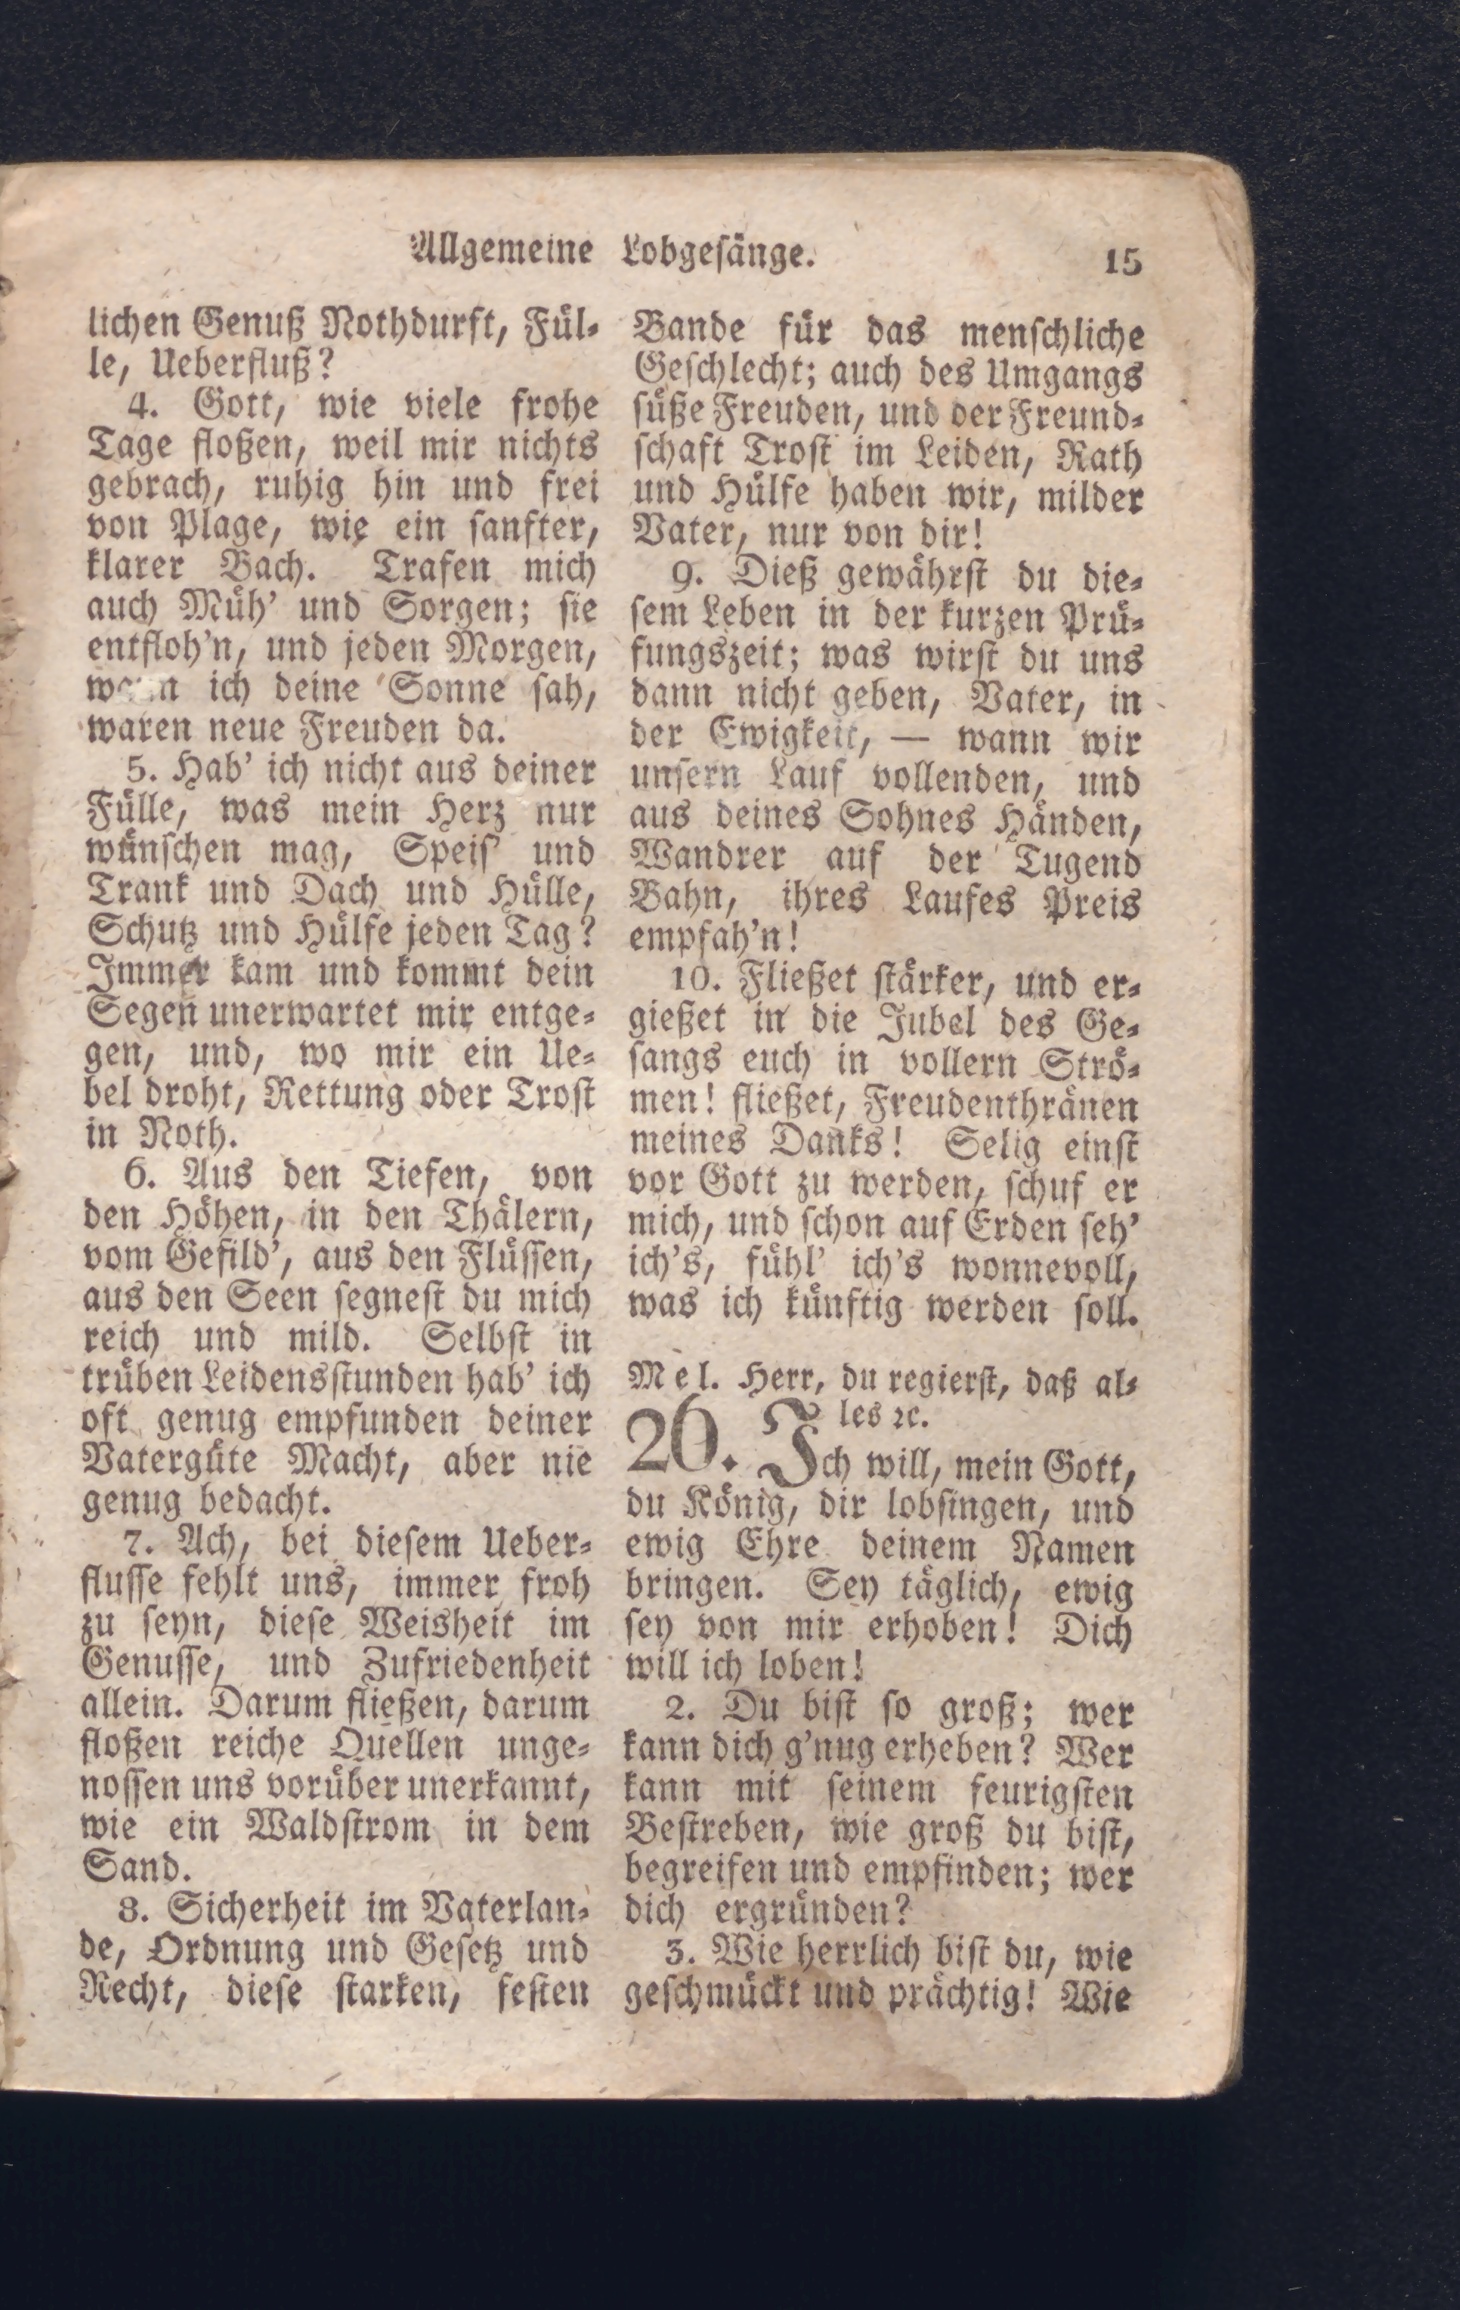 Allgemeine Lobgesänge. 15
lichen Genuß Nothdurft, Fül-
le, Ueberfluß?
4. Gott, wie viele frohe
Tage floßen, weil mir nichts
gebrach, ruhig hin und frei
von Plage, wie ein sanfter,
klarer Bach. Trafen mich
auch Müh' und Sorgen; sie
entfloh'n, und jeden Morgen,
ich deine Sonne sah,
waren neue Freuden da.
5. Hab' ich nicht aus deiner
Fülle, was mein Herz nur
wünschen mag, Speis' und
Trank und Dach und Hülle,
Schutz und Hülfe jeden Tag?
Immer kam und kommt dein
Segen unerwartet mir entge-
gen, und, wo mir ein Ue-
bel droht, Rettung oder Trost
in Noth.
6. Aus den Tiefen, von
den Höhen, in den Thälern,
vom Gefild', aus den Flüssen,
aus den Seen segnest du mich
reich und mild. Selbst in
trüben Leidensstunden hab' ich
oft genug empfunden deiner
Vatergüte Macht, aber nie
genug bedacht.
7. Ach, bei diesem Ueber-
flusse fehlt uns, immer froh
zu seyn, diese Weisheit im
Genusse, und Zufriedenheit
allein. Darum fließen, darum
floßen reiche Quellen unge-
nossen uns vorüber unerkannt,
wie ein Waldstrom in dem
Sand.
8. Sicherheit im Vaterlan-
de, Ordnung und Gesetz und
Recht, diese starken, festen
Bande für das menschliche
Geschlecht; auch des Umgangs
süße Freuden, und der Freund-
schaft Trost im Leiden, Rath
und Hülfe haben wir, milder
Vater, nur von dir!
9. Dieß gewährst du die-
sem Leben in der kurzen Prü-
fungszeit; was wirst du uns
dann nicht geben, Vater, in
der Ewigkeit, — wann wir
unsern Lauf vollenden, und
aus deines Sohnes Händen,
Wandrer auf der Tugend
Bahn, ihres Laufes Preis
empfah'n!
10. Fließet stärker, und er-
gießet in die Jubel des Ge-
sangs euch in vollern Strö-
men! fließet, Freudenthränen
meines Danks! Selig einst
vor Gott zu werden, schuf er
mich, und schon auf Erden seh'
ich's, fühl' ich's wonnevoll,
was ich künftig werden soll.
Mel. Herr, du regierst, daß al-
les ꝛc.
26. Ich will, mein Gott,
du König, dir lobsingen, und
ewig Ehre deinem Namen
bringen. Sey täglich, ewig
sey von mir erhoben! Dich
will ich loben!
2. Du bist so groß; wer
kann dich g'nug erheben? Wer
kann mit seinem feurigsten
Bestreben, wie groß du bist,
begreifen und empfinden; wer
dich ergründen?
3. Wie herrlich bist du, wie
geschmückt und prächtig! Wie